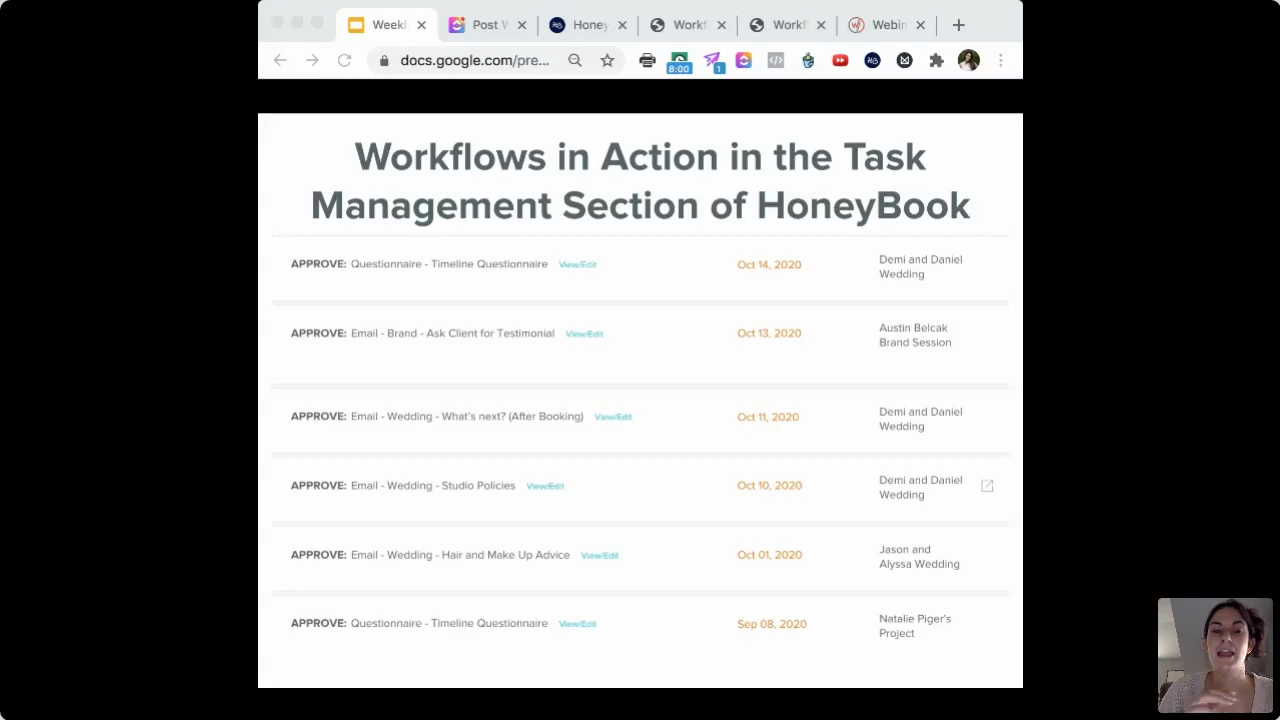 Weekl
Post W
Honey
Workf
Workf
Webin
docs.google.com/pre...
8:00
1
Workflows in Action in the Task
Management Section of HoneyBook
APPROVE: Questionnaire - Timeline Questionnaire View/Edit Oct 14, 2020 Demi and Daniel
Wedding
APPROVE: Email - Brand - Ask Client for Testimonial View/Edit Oct 13, 2020 Austin Belcak
Brand Session
APPROVE: Email - Wedding - What's next? (After Booking) View/Edit Oct 11, 2020 Demi and Daniel
Wedding
APPROVE: Email - Wedding - Studio Policies View/Edit Oct 10, 2020 Demi and Daniel
Wedding
APPROVE: Email - Wedding - Hair and Make Up Advice View/Edit Oct 01, 2020 Jason and
Alyssa Wedding
APPROVE: Questionnaire - Timeline Questionnaire View/Edit Sep 08, 2020 Natalie Piger's
Project